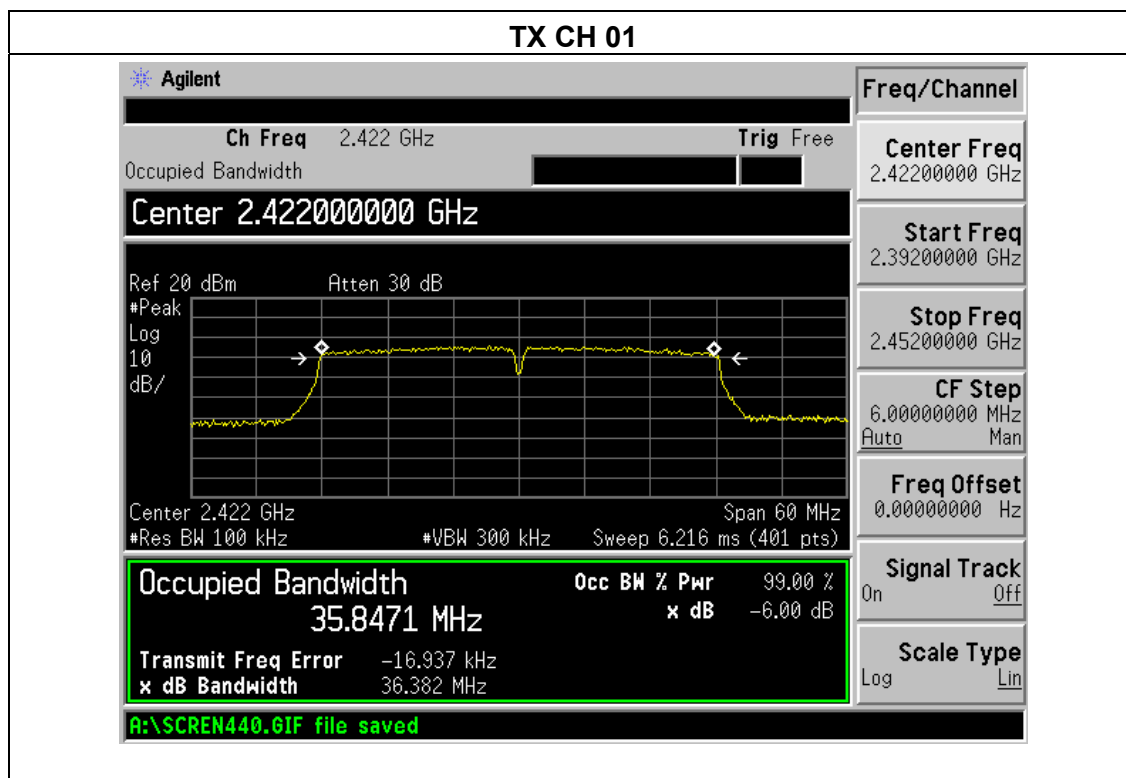 TX CH 01
Agilent
Freq/Channel
Ch Freq 2.422 GHz Trig Free
Occupied Bandwidth
Center 2.422000000 GHz
Ref 20 dBm Atten 30 dB
#Peak
Log
10
dB/
Center 2.422 GHz Span 60 MHz
#Res BW 100 kHz #VBW 300 kHz Sweep 6.216 ms (401 pts)
Occupied Bandwidth
35.8471 MHz
Occ BW % Pwr 99.00 %
x dB -6.00 dB
Transmit Freq Error -16.937 kHz
x dB Bandwidth 36.382 MHz
A:\SCREN440.GIF file saved
Center Freq
2.42200000 GHz
Start Freq
2.39200000 GHz
Stop Freq
2.45200000 GHz
CF Step
6.00000000 MHz
Auto Man
Freq Offset
0.00000000 Hz
Signal Track
On Off
Scale Type
Log Lin